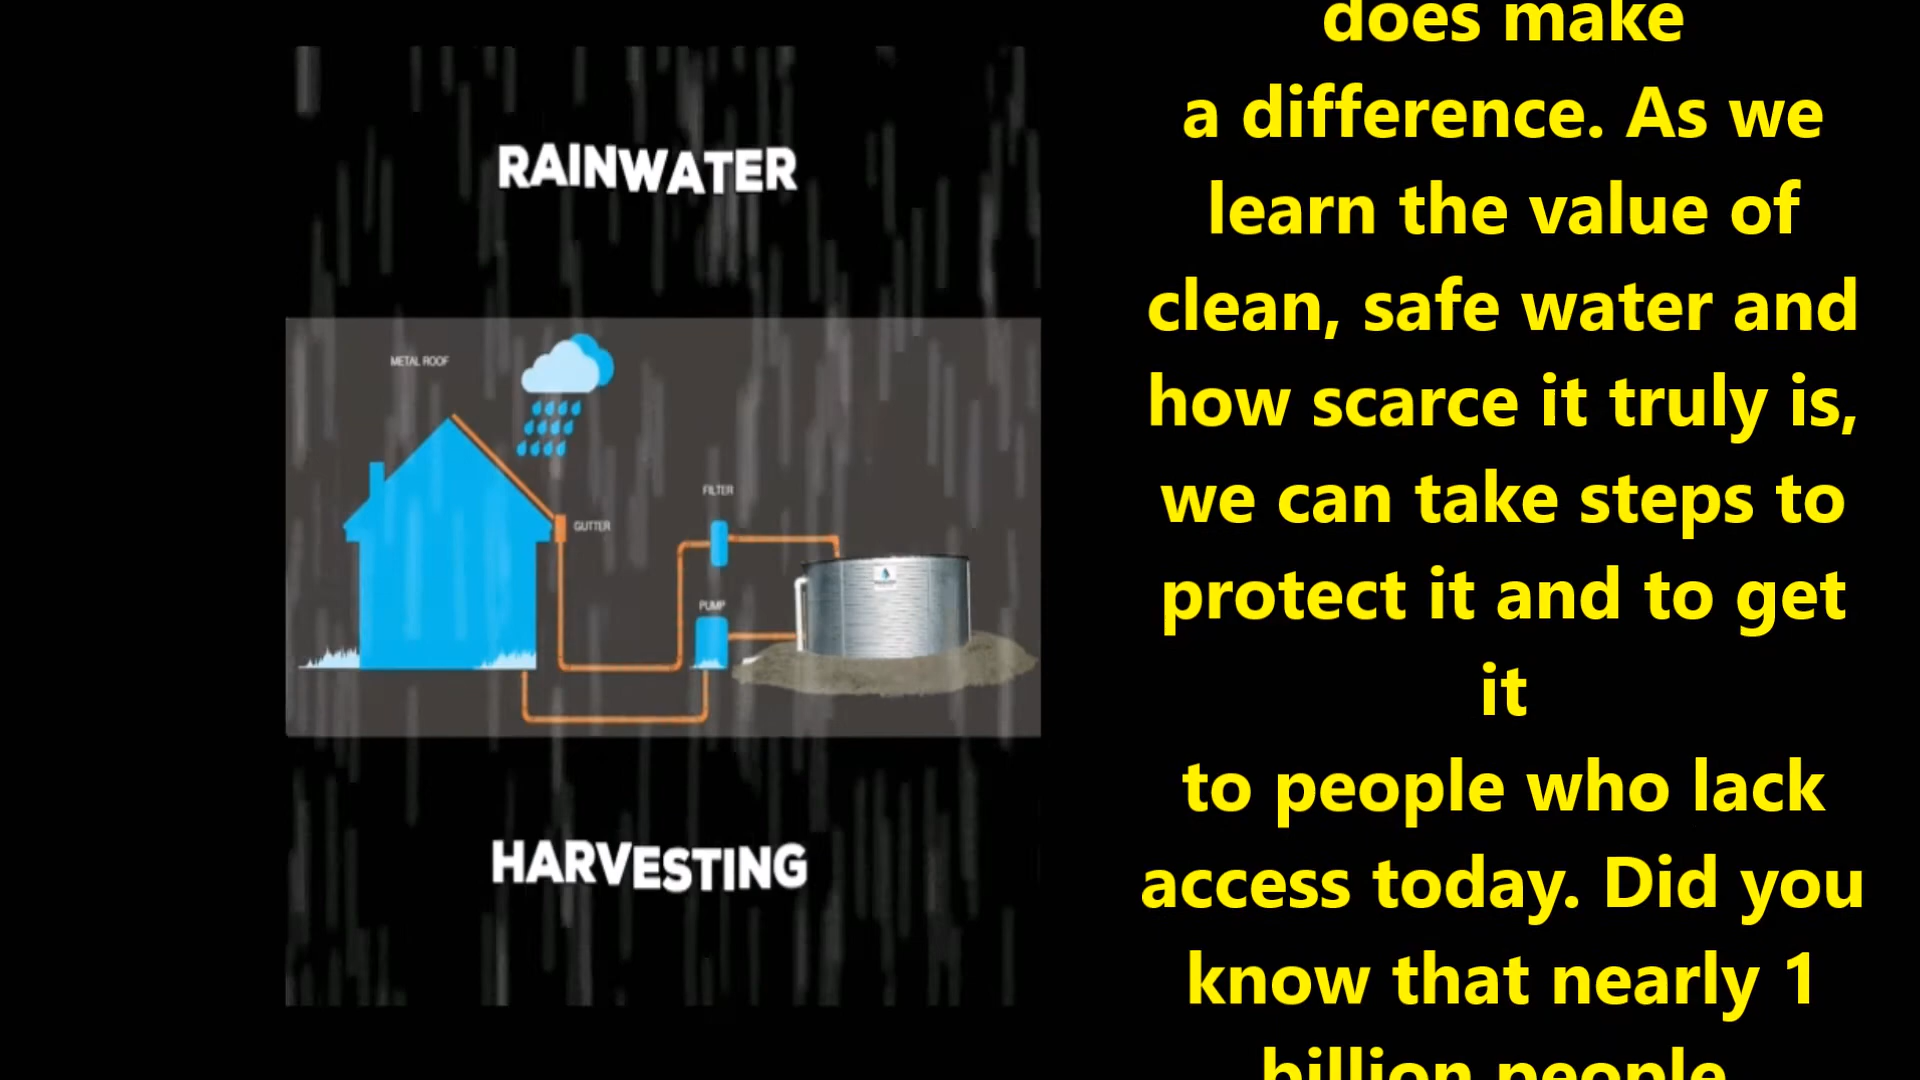 RAINWATER
METAL ROOF
FILTER
GUTTER
PUMP
HARVESTING
does make
a difference. As we
learn the value of
clean, safe water and
how scarce it truly is,
we can take steps to
protect it and to get
it
to people who lack
access today. Did you
know that nearly 1
billion people